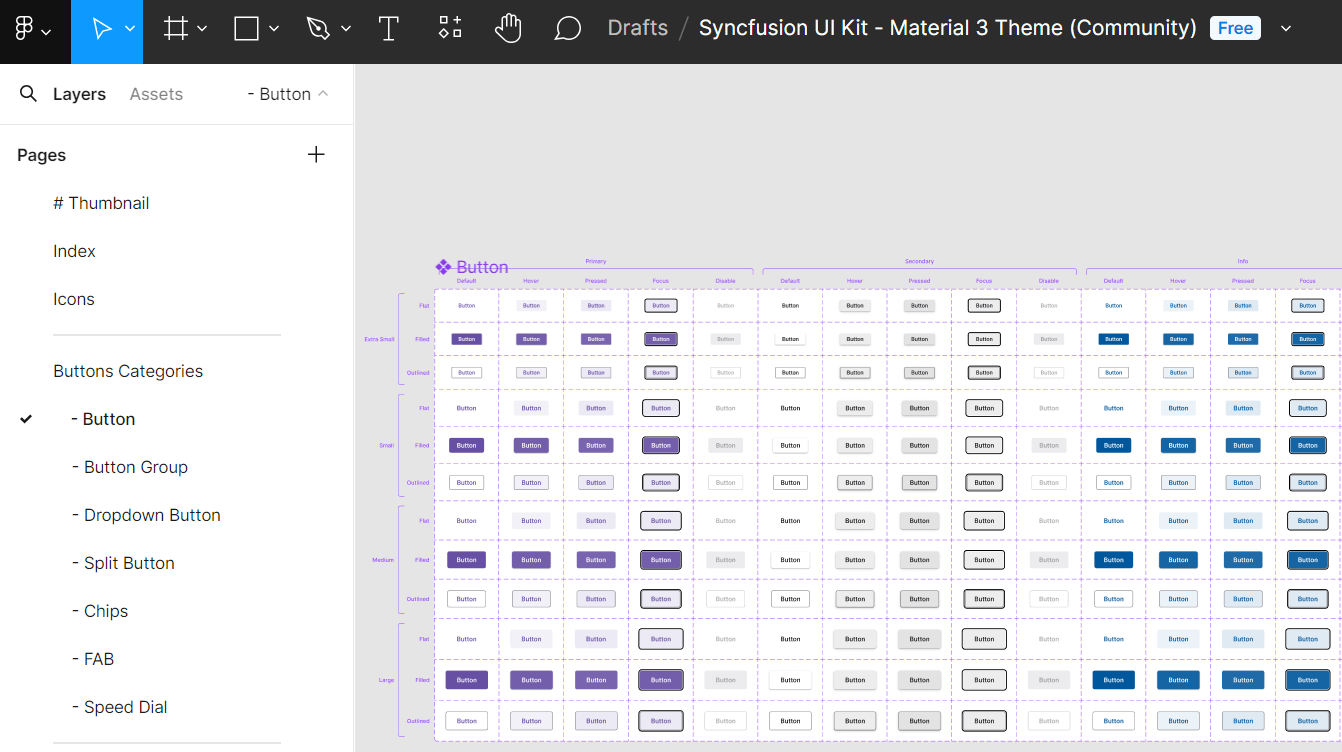 Drafts / Syncfusion UI Kit - Material 3 Theme (Community) Free
Layers Assets - Button
Pages
# Thumbnail
Index
Icons
Buttons Categories
- Button
- Button Group
- Dropdown Button
- Split Button
- Chips
- FAB
- Speed Dial
Button
Primary Secondary Info
Default Hover Pressed Focus Disable Default Hover Pressed Focus Disable Default Hover Pressed Focus
Flat Button Button Button Button Button Button Button Button Button Button Button Button Button Button
Extra Small Filled Button Button Button Button Button Button Button Button Button Button Button Button Button Button
Outlined Button Button Button Button Button Button Button Button Button Button Button Button Button Button
Flat Button Button Button Button Button Button Button Button Button Button Button Button Button Button
Small Filled Button Button Button Button Button Button Button Button Button Button Button Button Button Button
Outlined Button Button Button Button Button Button Button Button Button Button Button Button Button Button
Flat Button Button Button Button Button Button Button Button Button Button Button Button Button Button
Medium Filled Button Button Button Button Button Button Button Button Button Button Button Button Button Button
Outlined Button Button Button Button Button Button Button Button Button Button Button Button Button Button
Flat Button Button Button Button Button Button Button Button Button Button Button Button Button Button
Large Filled Button Button Button Button Button Button Button Button Button Button Button Button Button Button
Outlined Button Button Button Button Button Button Button Button Button Button Button Button Button Button